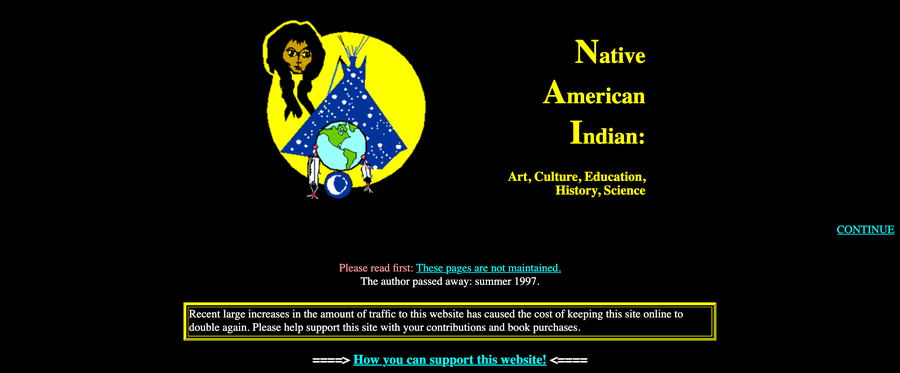 Native
American
Indian:
Art, Culture, Education,
History, Science
CONTINUE
Please read first: These pages are not maintained.
The author passed away: summer 1997.
Recent large increases in the amount of traffic to this website has caused the cost of keeping this site online to
double again. Please help support this site with your contributions and book purchases.
====> How you can support this website! <====